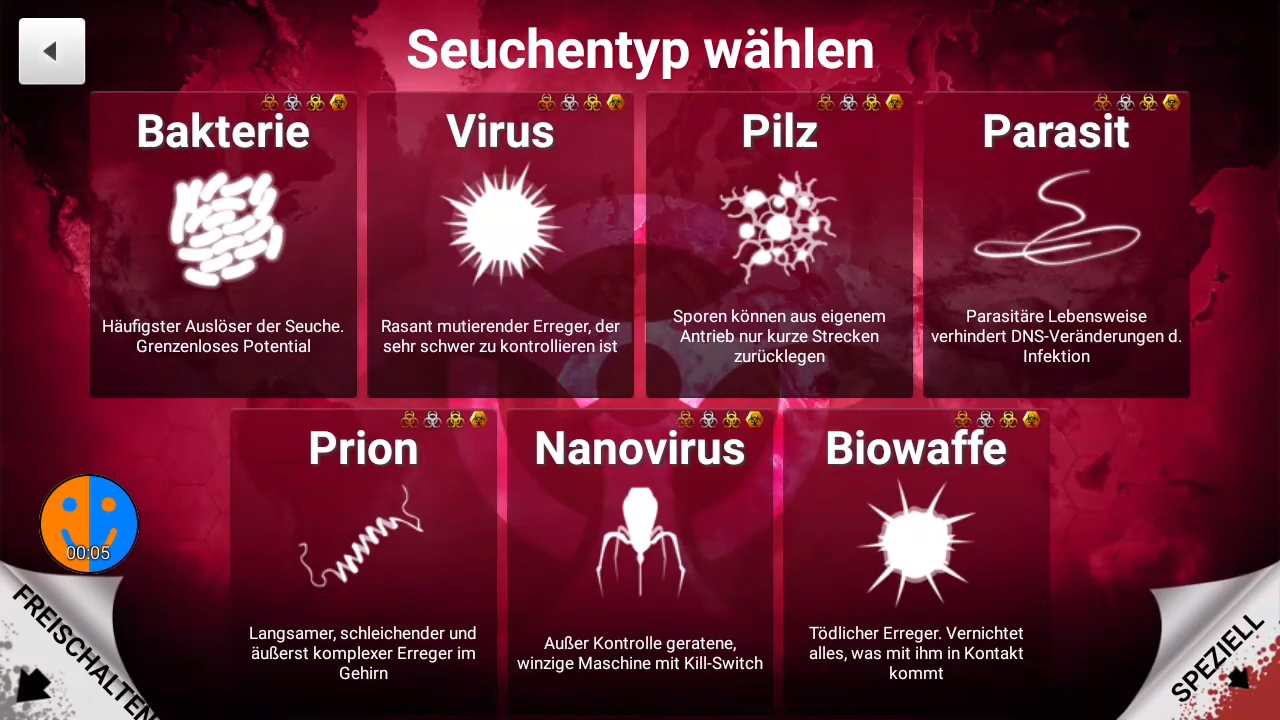 Seuchentyp wählen
Bakterie
Häufigster Auslöser der Seuche.
Grenzenloses Potential
Virus
Rasant mutierender Erreger, der
sehr schwer zu kontrollieren ist
Pilz
Sporen können aus eigenem
Antrieb nur kurze Strecken
zurücklegen
Parasit
Parasitäre Lebensweise
verhindert DNS-Veränderungen d.
Infektion
Prion
Langsamer, schleichender und
äußerst komplexer Erreger im
Gehirn
Nanovirus
Außer Kontrolle geratene,
winzige Maschine mit Kill-Switch
Biowaffe
Tödlicher Erreger. Vernichtet
alles, was mit ihm in Kontakt
kommt
00:05
FREISCHALTEN
SPEZIELL